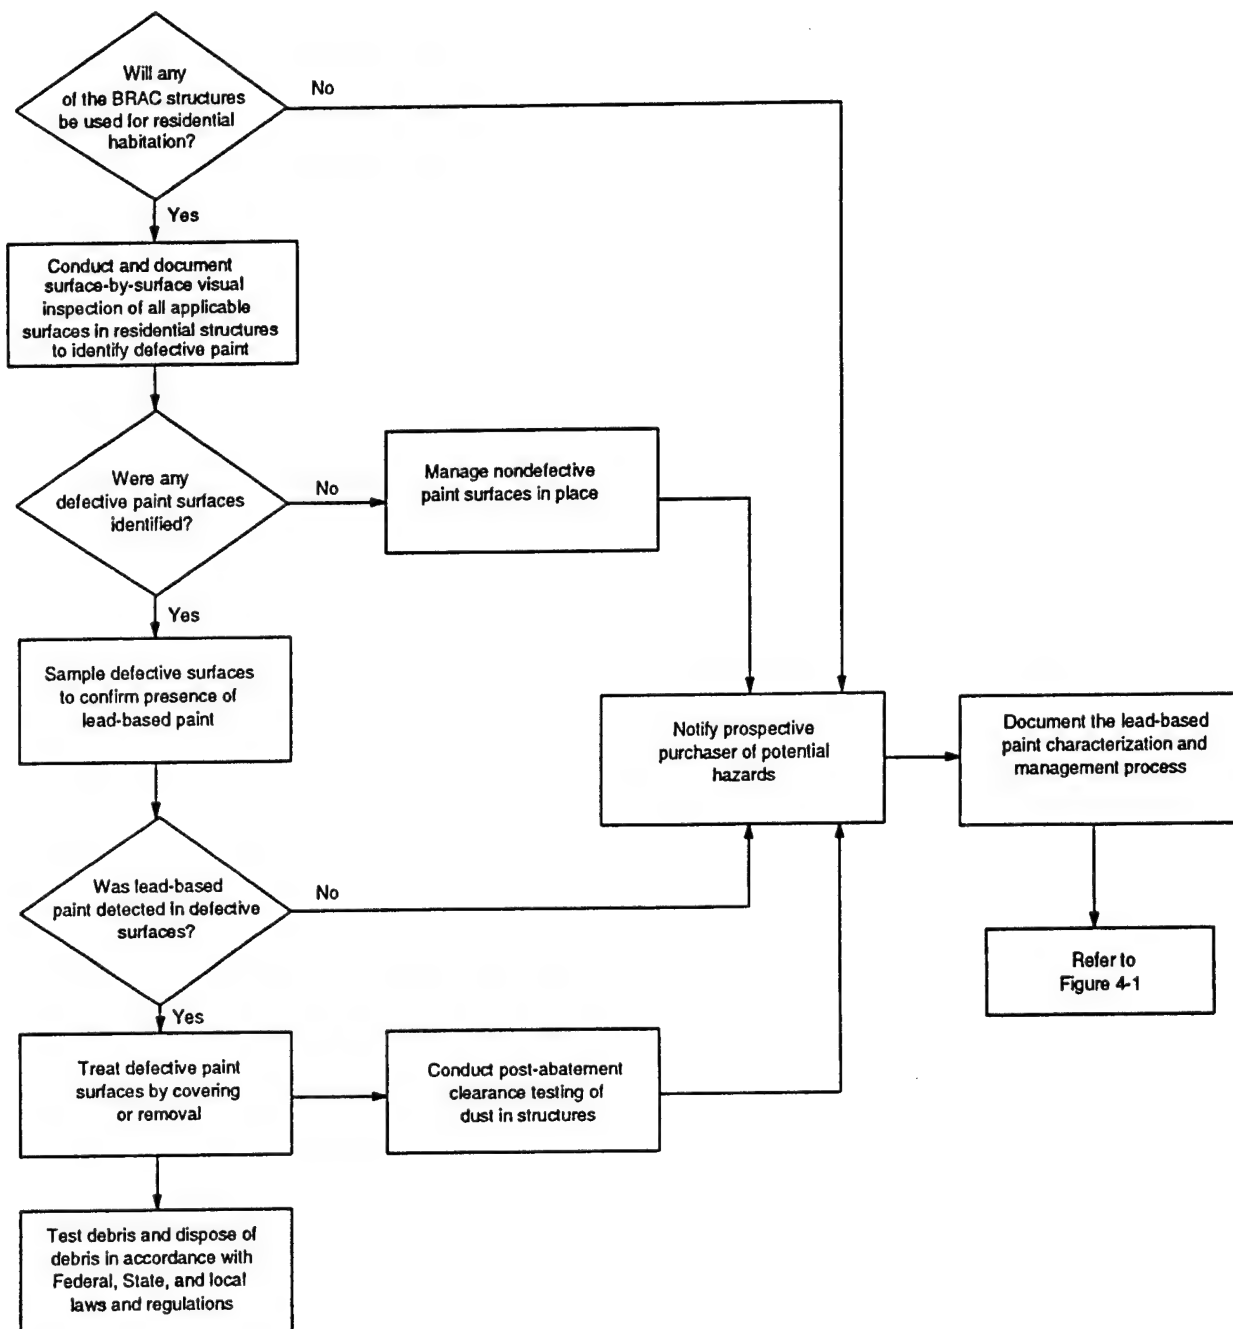 Will any
of the BRAC structures
be used for residential
habitation?
No
Yes
Conduct and document
surface-by-surface visual
inspection of all applicable
surfaces in residential structures
to identify defective paint
Were any
defective paint surfaces
identified?
No
Manage nondefective
paint surfaces in place
Yes
Sample defective surfaces
to confirm presence of
lead-based paint
Notify prospective
purchaser of potential
hazards
Document the lead-based
paint characterization and
management process
Was lead-based
paint detected in defective
surfaces?
No
Refer to
Figure 4-1
Yes
Treat defective paint
surfaces by covering
or removal
Conduct post-abatement
clearance testing of
dust in structures
Test debris and dispose of
debris in accordance with
Federal, State, and local
laws and regulations